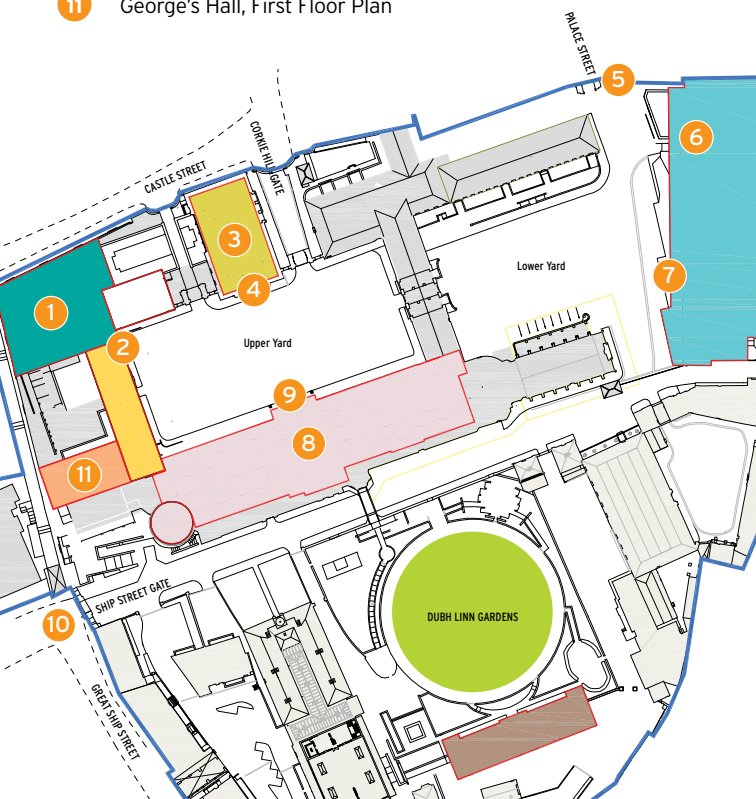 11 George's Hall, First Floor Plan
PALACE STREET
5
CORKIE HILL GATE
6
CASTLE STREET
3
Lower Yard
7
4
1
2
Upper Yard
9
8
11
SHIP STREET GATE
10
DUBH LINN GARDENS
GREAT SHIP STREET